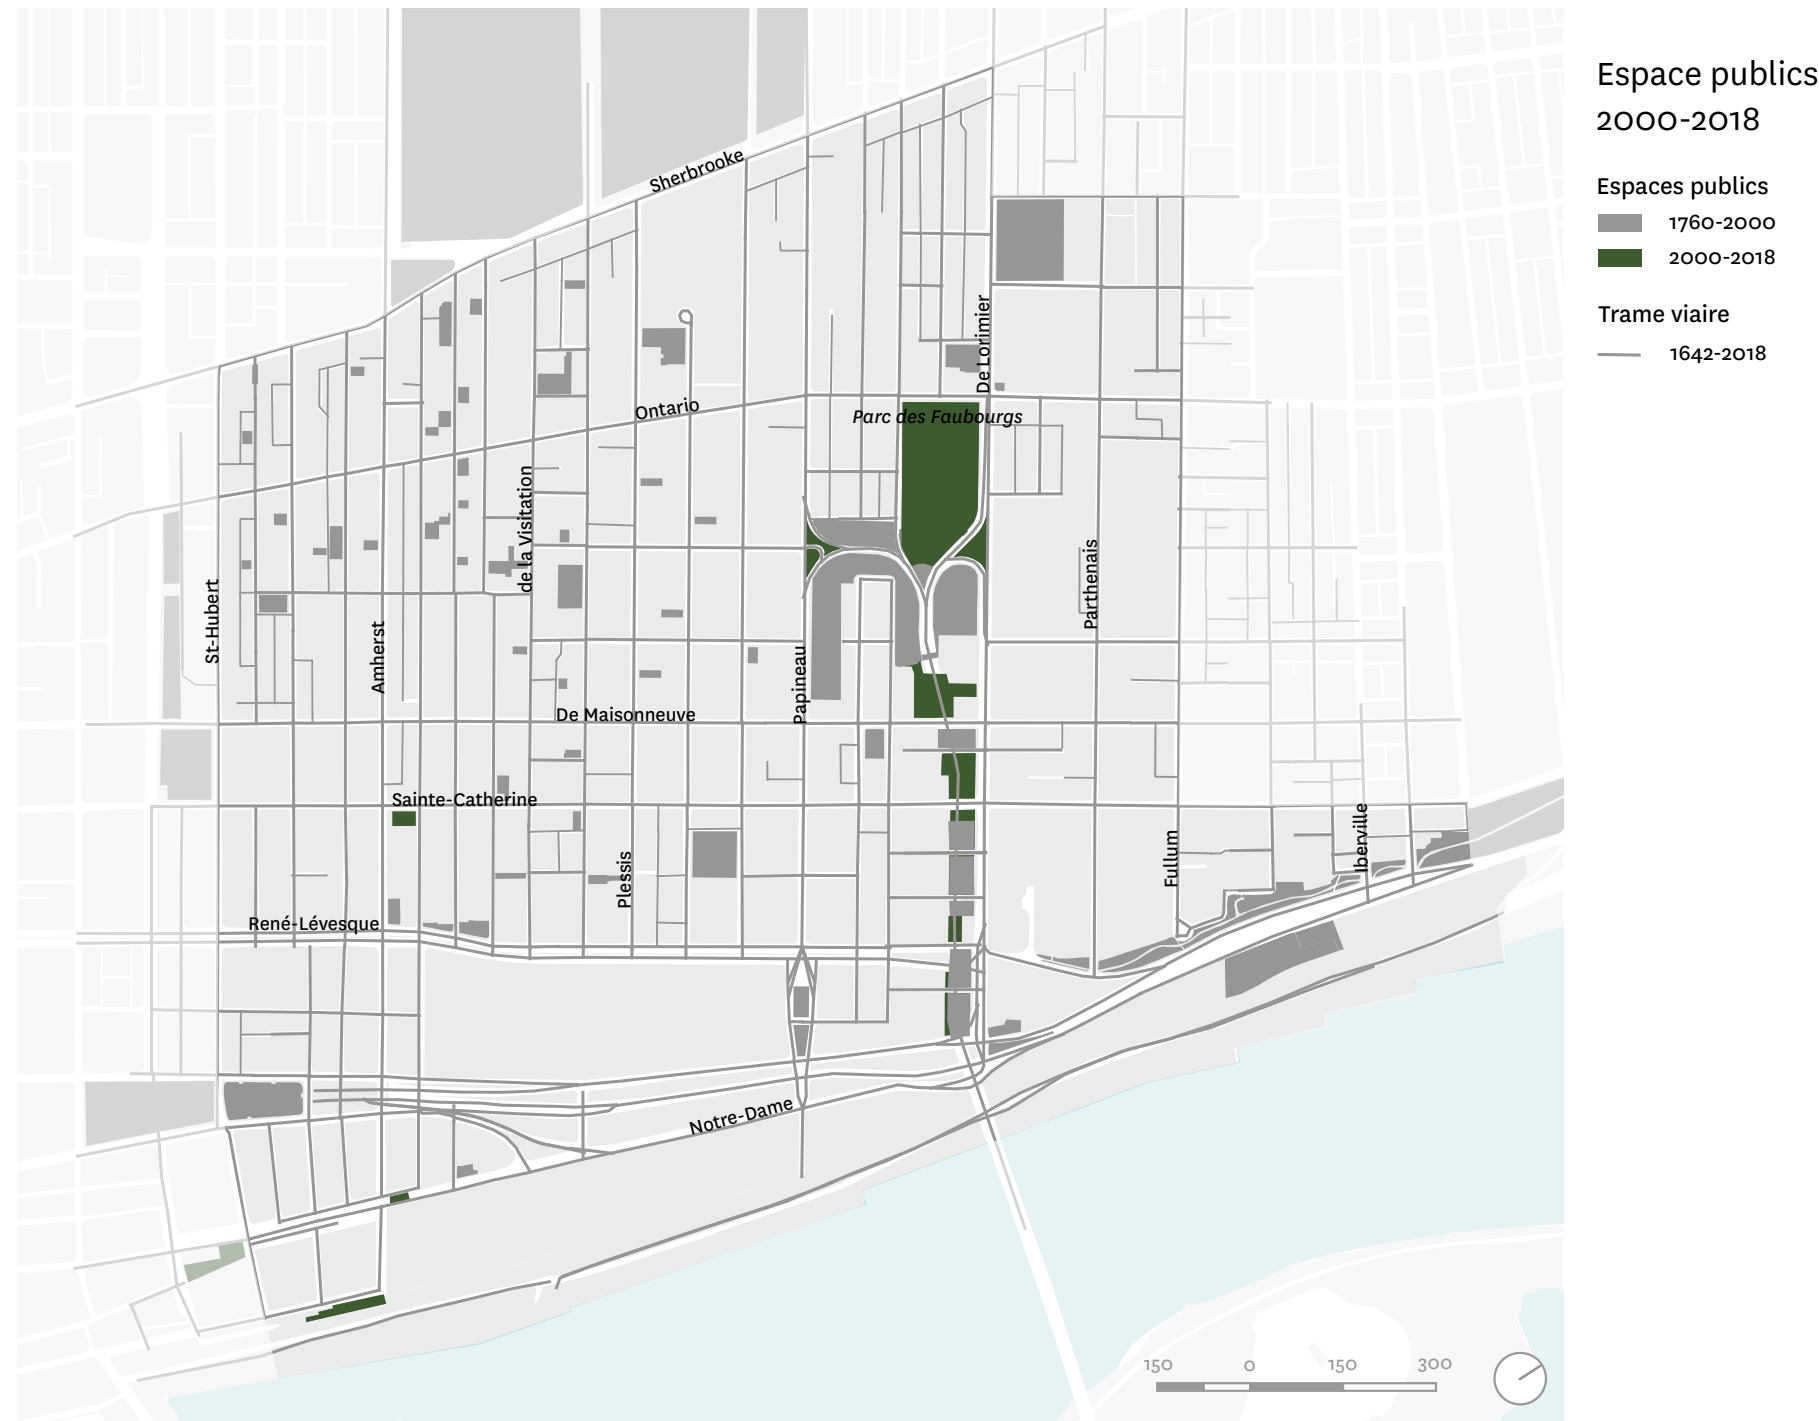 Espace publics
2000-2018
Espaces publics
1760-2000
2000-2018
Trame viaire
1642-2018
Sherbrooke
De Lorimier
Ontario
Parc des Faubourgs
de la Visitation
St-Hubert
Amherst
Papineau
Parthenais
De Maisonneuve
Sainte-Catherine
Plessis
Fullum
Iberville
René-Lévesque
Notre-Dame
150 0 150 300